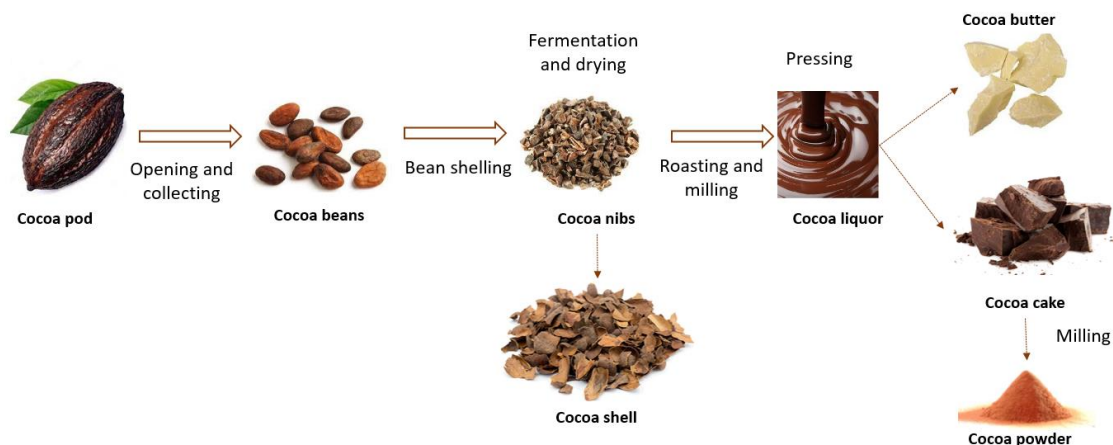 Cocoa pod
Opening and
collecting
Cocoa beans
Bean shelling
Fermentation
and drying
Cocoa nibs
Cocoa shell
Roasting and
milling
Pressing
Cocoa liquor
Cocoa butter
Cocoa cake
Milling
Cocoa powder